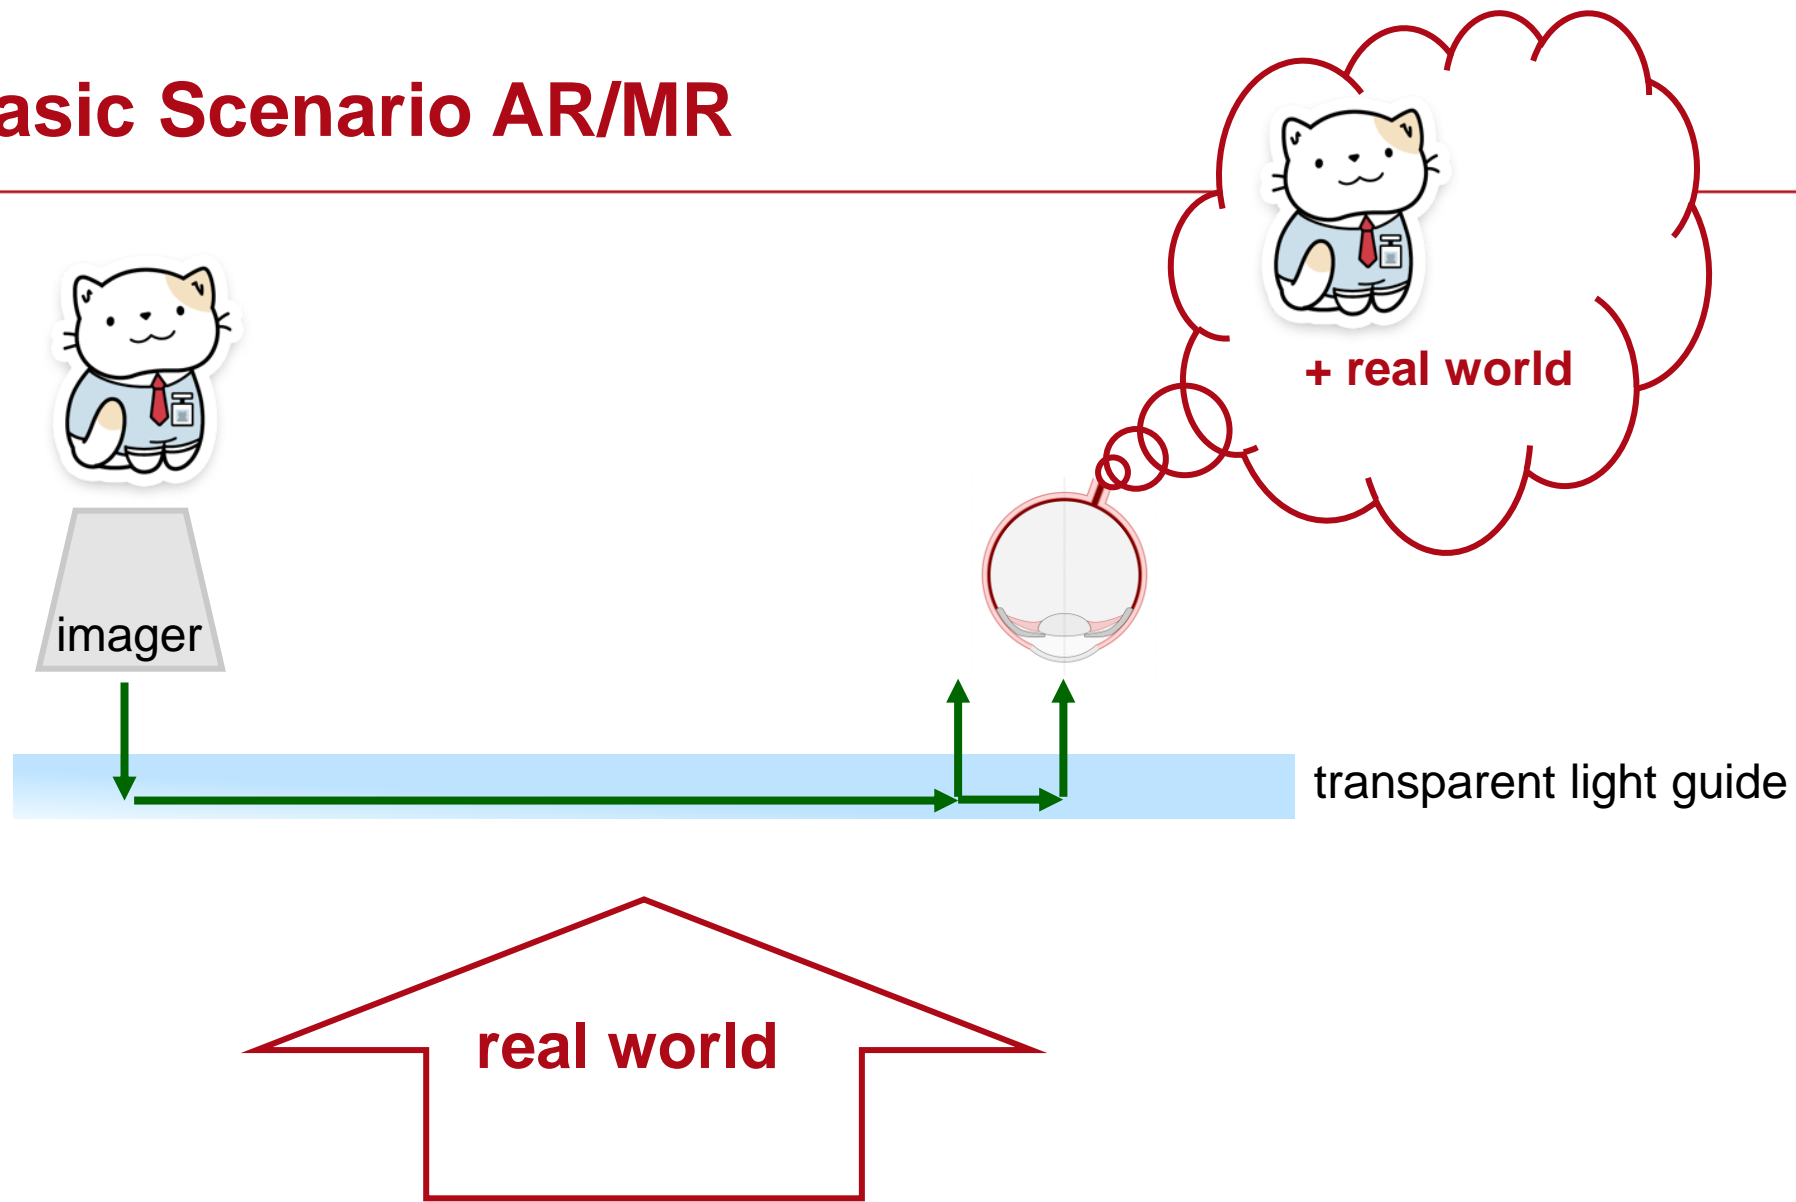 asic Scenario AR/MR
+ real world
imager
transparent light guide
real world